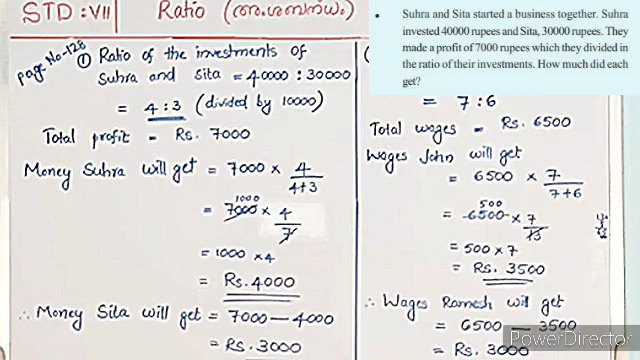 STD : VII Ratio (അംശബന്ധം)
Page No-128
① Ratio of the investments of
Suhra and Sita = 40000 : 30000
= 4 : 3 (divided by 10000)
Total profit = Rs. 7000
Money Suhra will get = 7000 × 4/4+3
= 7000 × 4/7
1000
= 1000 × 4
= Rs. 4000
∴ Money Sita will get = 7000 — 4000
= Rs. 3000
• Suhra and Sita started a business together. Suhra
invested 40000 rupees and Sita, 30000 rupees. They
made a profit of 7000 rupees which they divided in
the ratio of their investments. How much did each
get?
= 7 : 6
Total wages = Rs. 6500
Wages John will get
= 6500 × 7/7+6
500
= 6500 × 7/13
= 500 × 7
= Rs. 3500
∴ Wages Ramesh will get
= 6500 — 3500
= Rs. 3000
PowerDirector